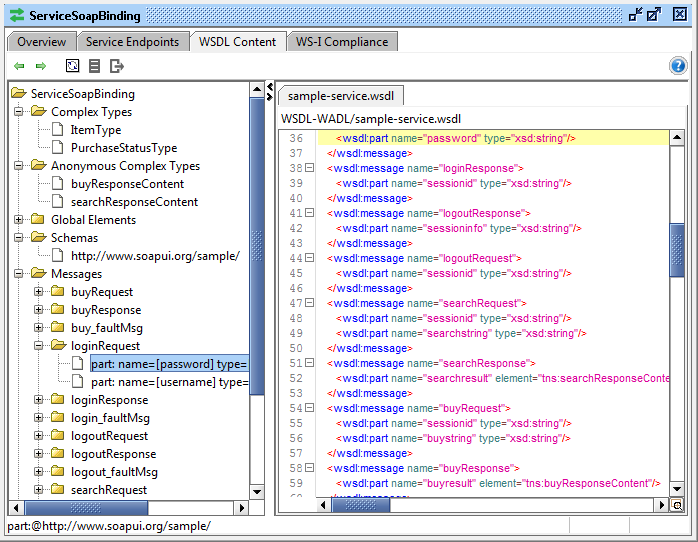 ServiceSoapBinding
Overview
Service Endpoints
WSDL Content
WS-I Compliance
ServiceSoapBinding
Complex Types
ItemType
PurchaseStatusType
Anonymous Complex Types
buyResponseContent
searchResponseContent
Global Elements
Schemas
http://www.soapui.org/sample/
Messages
buyRequest
buyResponse
buy_faultMsg
loginRequest
part: name=[password] type=
part: name=[username] type=
loginResponse
login_faultMsg
logoutRequest
logoutResponse
logout_faultMsg
searchRequest
sample-service.wsdl
WSDL-WADL/sample-service.wsdl
36 <wsdl:part name="password" type="xsd:string"/>
37 </wsdl:message>
38 <wsdl:message name="loginResponse">
39 <wsdl:part name="sessionid" type="xsd:string"/>
40 </wsdl:message>
41 <wsdl:message name="logoutResponse">
42 <wsdl:part name="sessioninfo" type="xsd:string"/>
43 </wsdl:message>
44 <wsdl:message name="logoutRequest">
45 <wsdl:part name="sessionid" type="xsd:string"/>
46 </wsdl:message>
47 <wsdl:message name="searchRequest">
48 <wsdl:part name="sessionid" type="xsd:string"/>
49 <wsdl:part name="searchstring" type="xsd:string"/>
50 </wsdl:message>
51 <wsdl:message name="searchResponse">
52 <wsdl:part name="searchresult" element="tns:searchResponseConte
53 </wsdl:message>
54 <wsdl:message name="buyRequest">
55 <wsdl:part name="sessionid" type="xsd:string"/>
56 <wsdl:part name="buystring" type="xsd:string"/>
57 </wsdl:message>
58 <wsdl:message name="buyResponse">
59 <wsdl:part name="buyresult" element="tns:buyResponseContent"/>
60 </wsdl:message>
part:@http://www.soapui.org/sample/